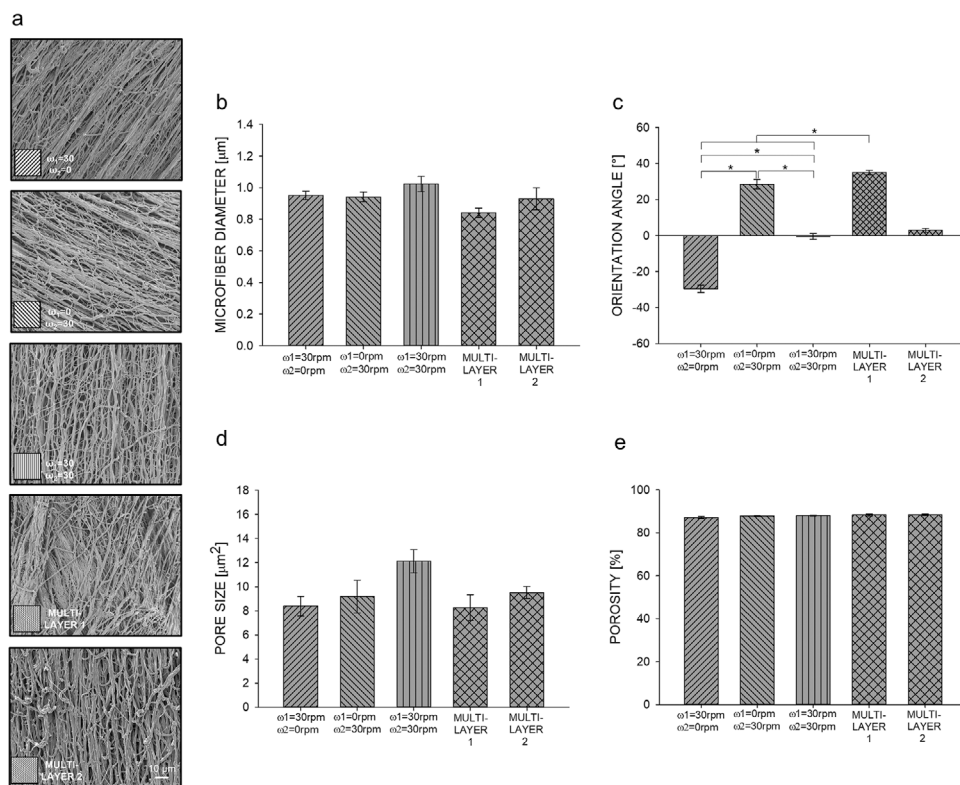 a
ω1=30
ω2=0
ω1=0
ω2=30
ω1=30
ω2=30
MULTI-
LAYER 1
MULTI-
LAYER 2
10 μm
b
MICROFIBER DIAMETER [μm]
1.4
1.2
1.0
0.8
0.6
0.4
0.2
0.0
ω1=30rpm ω1=0rpm ω1=30rpm MULTI- MULTI-
ω2=0rpm ω2=30rpm ω2=30rpm LAYER LAYER
1 2
c
ORIENTATION ANGLE [°]
60
40
20
0
-20
-40
-60
*
*
* *
ω1=30rpm ω1=0rpm ω1=30rpm MULTI- MULTI-
ω2=0rpm ω2=30rpm ω2=30rpm LAYER LAYER
1 2
d
PORE SIZE [μm²]
18
16
14
12
10
8
6
4
2
0
ω1=30rpm ω1=0rpm ω1=30rpm MULTI- MULTI-
ω2=0rpm ω2=30rpm ω2=30rpm LAYER LAYER
1 2
e
POROSITY [%]
100
80
60
40
20
0
ω1=30rpm ω1=0rpm ω1=30rpm MULTI- MULTI-
ω2=0rpm ω2=30rpm ω2=30rpm LAYER LAYER
1 2